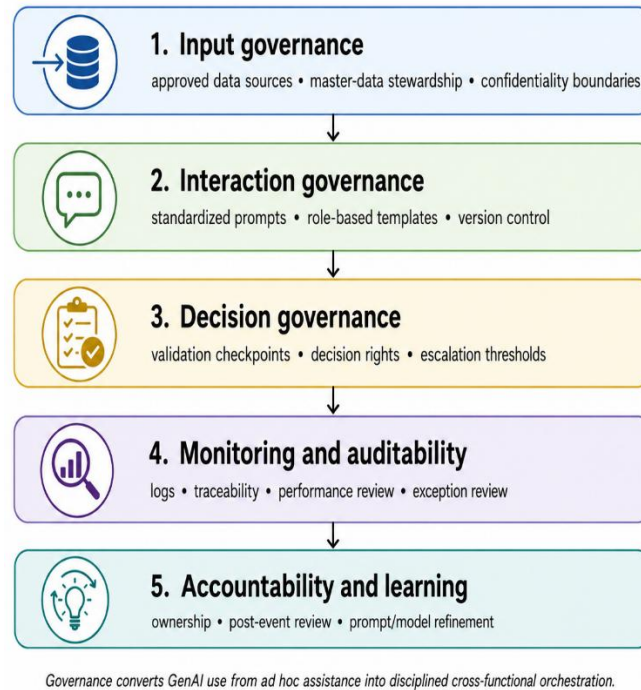 1. Input governance
approved data sources • master-data stewardship • confidentiality boundaries
2. Interaction governance
standardized prompts • role-based templates • version control
3. Decision governance
validation checkpoints • decision rights • escalation thresholds
4. Monitoring and auditability
logs • traceability • performance review • exception review
5. Accountability and learning
ownership • post-event review • prompt/model refinement
Governance converts GenAI use from ad hoc assistance into disciplined cross-functional orchestration.